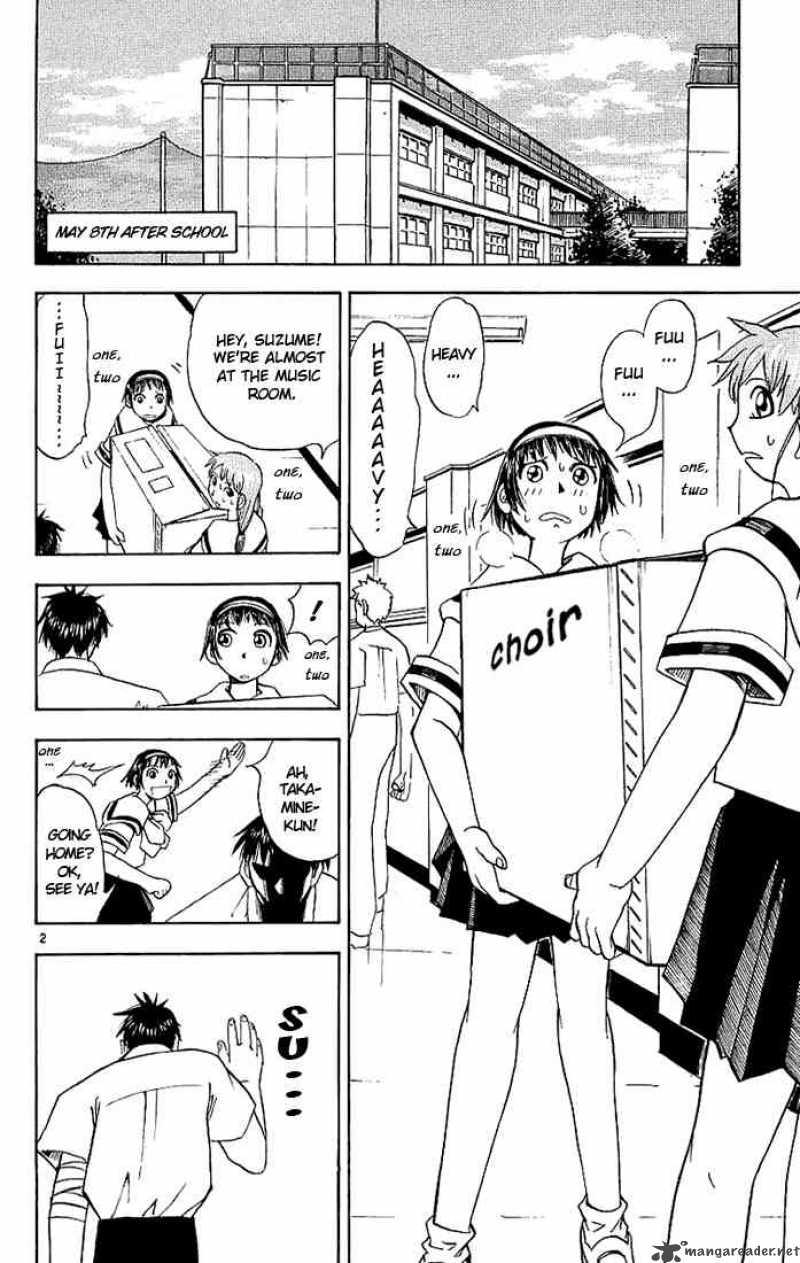 MAY 8TH AFTER SCHOOL
FUU
...
FUU
...
HEAVY
...
HEAAAAAVY...
one,
two
one,
two
choir
HEY, SUZUME!
WE'RE ALMOST
AT THE MUSIC
ROOM.
...FUII~~~~~
one,
two
one,
two
!
one,
two
AH,
TAKA-
MINE-
KUN!
one
...
GOING
HOME?
OK,
SEE YA!
2
SU...
mangareader.net